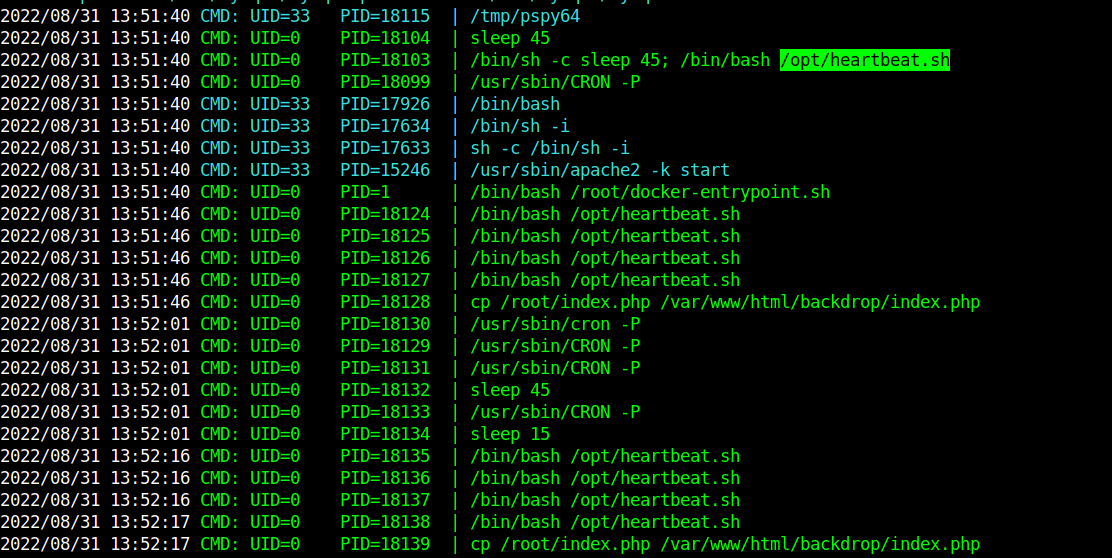 2022/08/31 13:51:40 CMD: UID=33   PID=18115  | /tmp/pspy64
2022/08/31 13:51:40 CMD: UID=0    PID=18104  | sleep 45
2022/08/31 13:51:40 CMD: UID=0    PID=18103  | /bin/sh -c sleep 45; /bin/bash /opt/heartbeat.sh
2022/08/31 13:51:40 CMD: UID=0    PID=18099  | /usr/sbin/CRON -P
2022/08/31 13:51:40 CMD: UID=33   PID=17926  | /bin/bash
2022/08/31 13:51:40 CMD: UID=33   PID=17634  | /bin/sh -i
2022/08/31 13:51:40 CMD: UID=33   PID=17633  | sh -c /bin/sh -i
2022/08/31 13:51:40 CMD: UID=33   PID=15246  | /usr/sbin/apache2 -k start
2022/08/31 13:51:40 CMD: UID=0    PID=1      | /bin/bash /root/docker-entrypoint.sh
2022/08/31 13:51:46 CMD: UID=0    PID=18124  | /bin/bash /opt/heartbeat.sh
2022/08/31 13:51:46 CMD: UID=0    PID=18125  | /bin/bash /opt/heartbeat.sh
2022/08/31 13:51:46 CMD: UID=0    PID=18126  | /bin/bash /opt/heartbeat.sh
2022/08/31 13:51:46 CMD: UID=0    PID=18127  | /bin/bash /opt/heartbeat.sh
2022/08/31 13:51:46 CMD: UID=0    PID=18128  | cp /root/index.php /var/www/html/backdrop/index.php
2022/08/31 13:52:01 CMD: UID=0    PID=18130  | /usr/sbin/cron -P
2022/08/31 13:52:01 CMD: UID=0    PID=18129  | /usr/sbin/CRON -P
2022/08/31 13:52:01 CMD: UID=0    PID=18131  | /usr/sbin/CRON -P
2022/08/31 13:52:01 CMD: UID=0    PID=18132  | sleep 45
2022/08/31 13:52:01 CMD: UID=0    PID=18133  | /usr/sbin/CRON -P
2022/08/31 13:52:01 CMD: UID=0    PID=18134  | sleep 15
2022/08/31 13:52:16 CMD: UID=0    PID=18135  | /bin/bash /opt/heartbeat.sh
2022/08/31 13:52:16 CMD: UID=0    PID=18136  | /bin/bash /opt/heartbeat.sh
2022/08/31 13:52:16 CMD: UID=0    PID=18137  | /bin/bash /opt/heartbeat.sh
2022/08/31 13:52:17 CMD: UID=0    PID=18138  | /bin/bash /opt/heartbeat.sh
2022/08/31 13:52:17 CMD: UID=0    PID=18139  | cp /root/index.php /var/www/html/backdrop/index.php